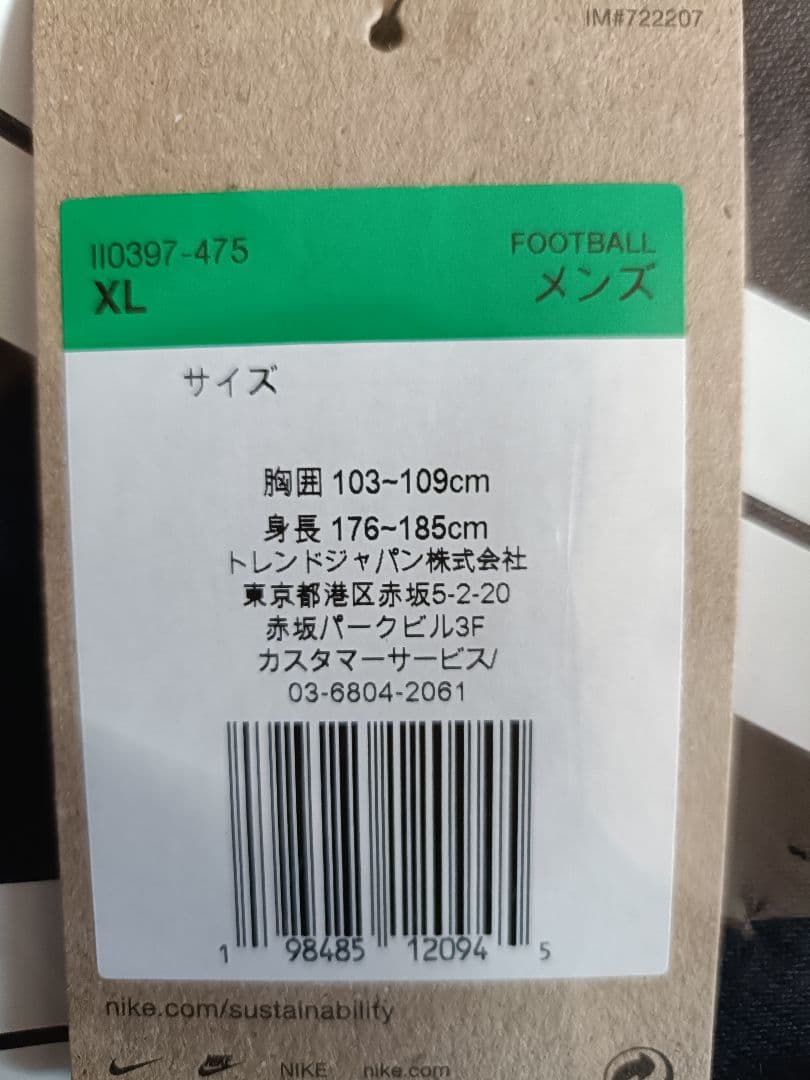 IM#722207
II0397-475
FOOTBALL
XL
メンズ
サイズ
胸囲 103~109cm
身長 176~185cm
トレンドジャパン株式会社
東京都港区赤坂5-2-20
赤坂パークビル3F
カスタマーサービス/
03-6804-2061
1 98485 12094 5
nike.com/sustainability
NIKE NIKE nike.com